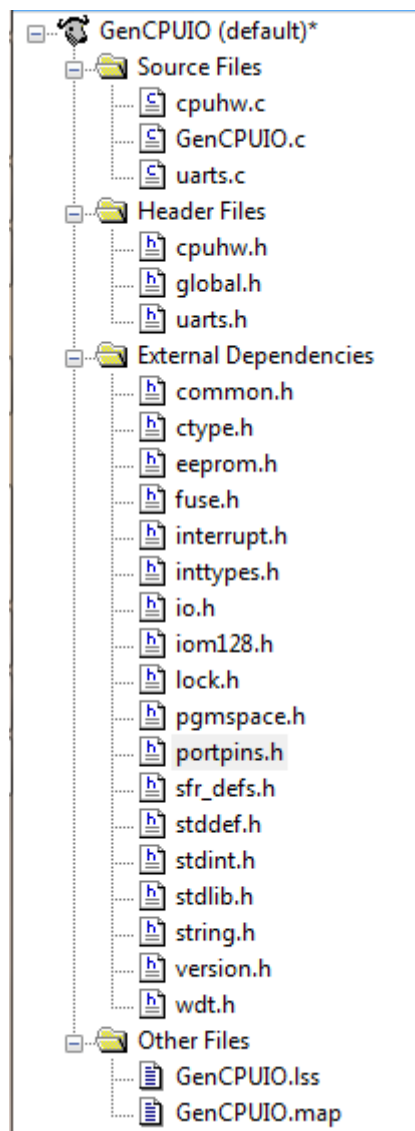 GenCPUIO (default)*
Source Files
cpuhw.c
GenCPUIO.c
uarts.c
Header Files
cpuhw.h
global.h
uarts.h
External Dependencies
common.h
ctype.h
eeprom.h
fuse.h
interrupt.h
inttypes.h
io.h
iom128.h
lock.h
pgmspace.h
portpins.h
sfr_defs.h
stddef.h
stdint.h
stdlib.h
string.h
version.h
wdt.h
Other Files
GenCPUIO.lss
GenCPUIO.map